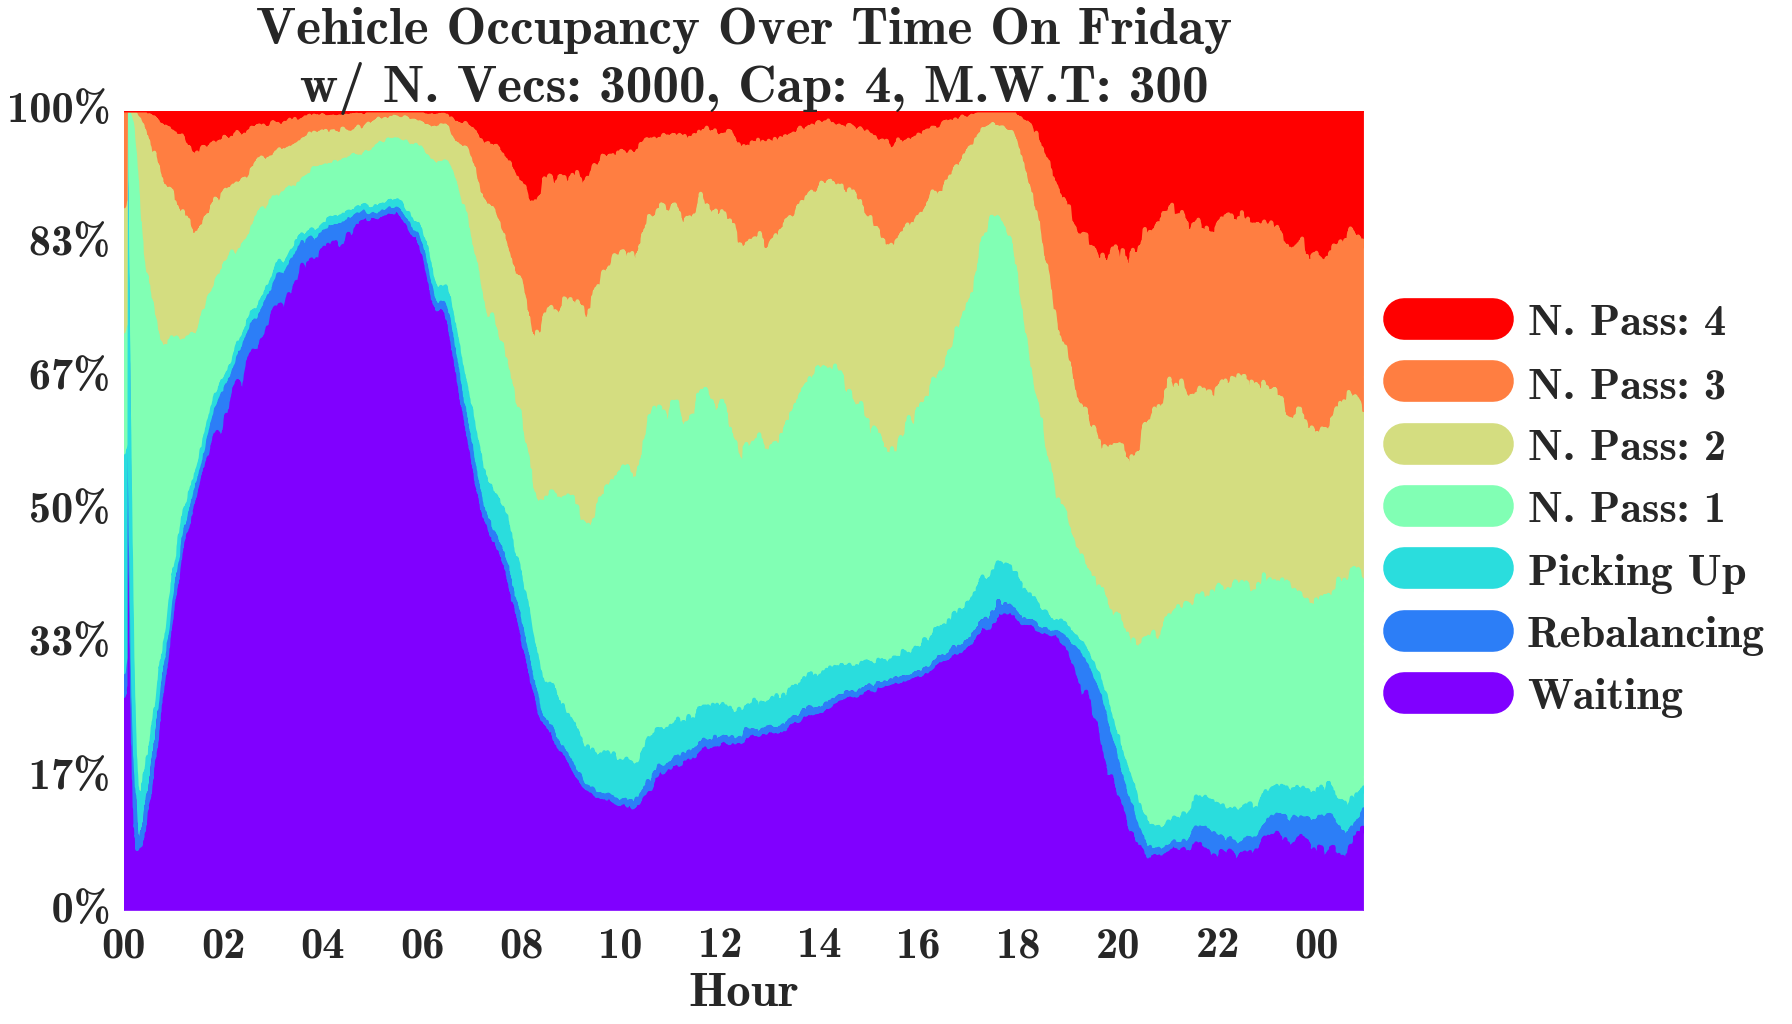 Vehicle Occupancy Over Time On Friday
w/ N. Vecs: 3000, Cap: 4, M.W.T: 300
100%
83%
67%
50%
33%
17%
0%
00 02 04 06 08 10 12 14 16 18 20 22 00
Hour
N. Pass: 4
N. Pass: 3
N. Pass: 2
N. Pass: 1
Picking Up
Rebalancing
Waiting